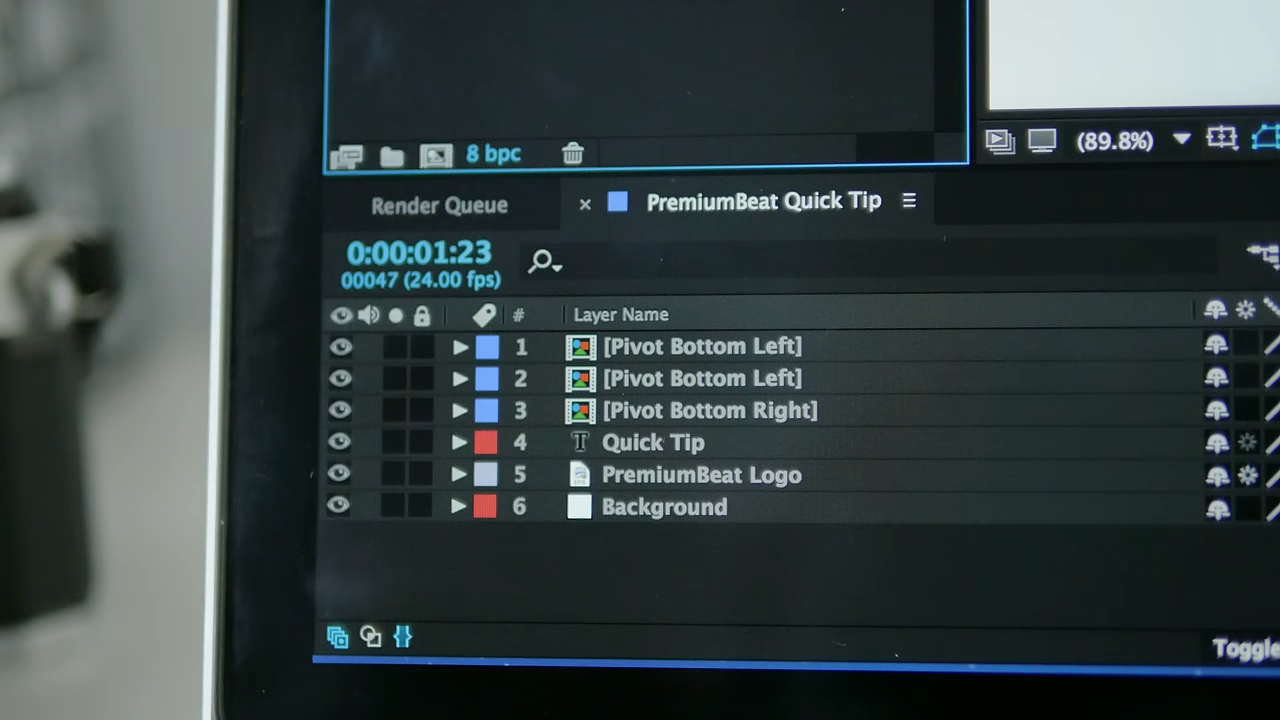 8 bpc
(89.8%)
Render Queue
PremiumBeat Quick Tip
0:00:01:23
00047 (24.00 fps)
# Layer Name
1 [Pivot Bottom Left]
2 [Pivot Bottom Left]
3 [Pivot Bottom Right]
4 T Quick Tip
5 PremiumBeat Logo
6 Background
Toggle